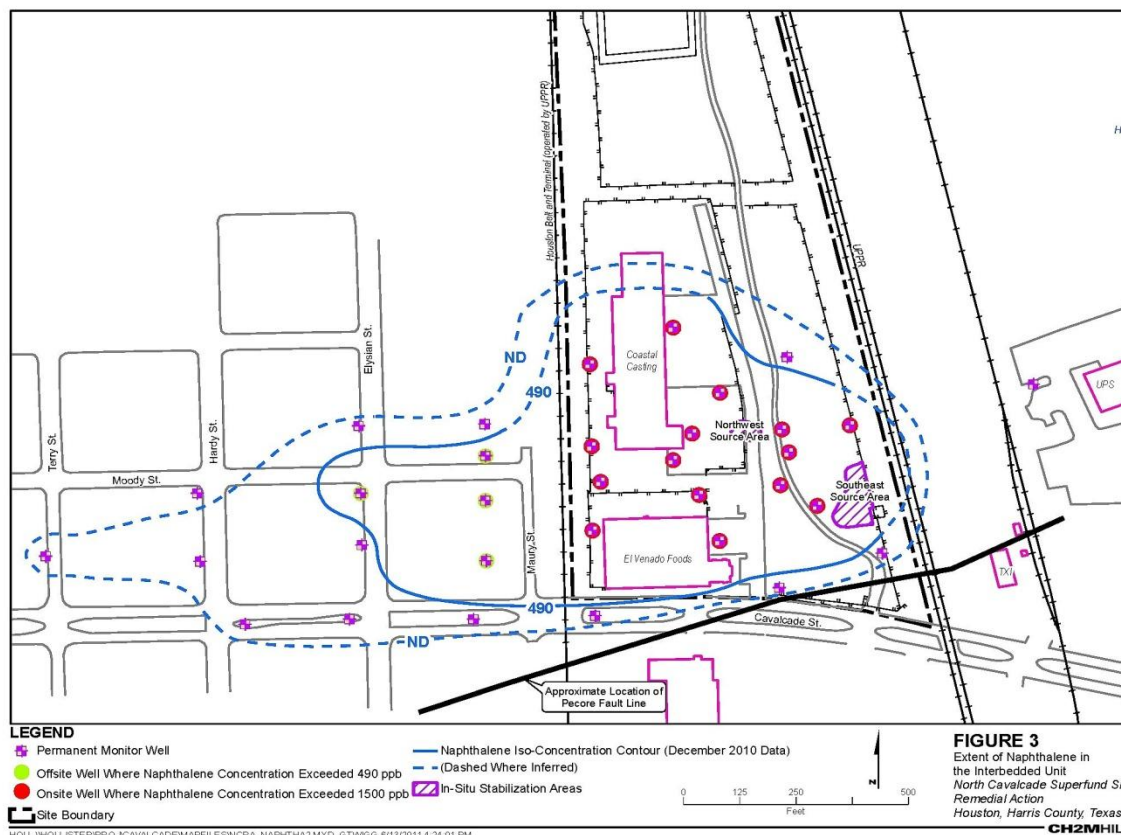 Houston Belt and Terminal (operated by UPPR)
UPPR
H
Elysian St.
ND
490
Coastal
Casting
UPS
Northwest
Source Area
Terry St.
Hardy St.
Moody St.
Southeast
Source Area
Maury St.
El Venado Foods
TXI
490
ND
Cavalcade St.
Approximate Location of
Pecore Fault Line
LEGEND
Permanent Monitor Well
Offsite Well Where Naphthalene Concentration Exceeded 490 ppb
Onsite Well Where Naphthalene Concentration Exceeded 1500 ppb
Site Boundary
Naphthalene Iso-Concentration Contour (December 2010 Data)
(Dashed Where Inferred)
In-Situ Stabilization Areas
N
0 250 500
Feet
FIGURE 3
Extent of Naphthalene in
the Interbedded Unit
North Cavalcade Superfund Si
Remedial Action
Houston, Harris County, Texas
CH2MHIL